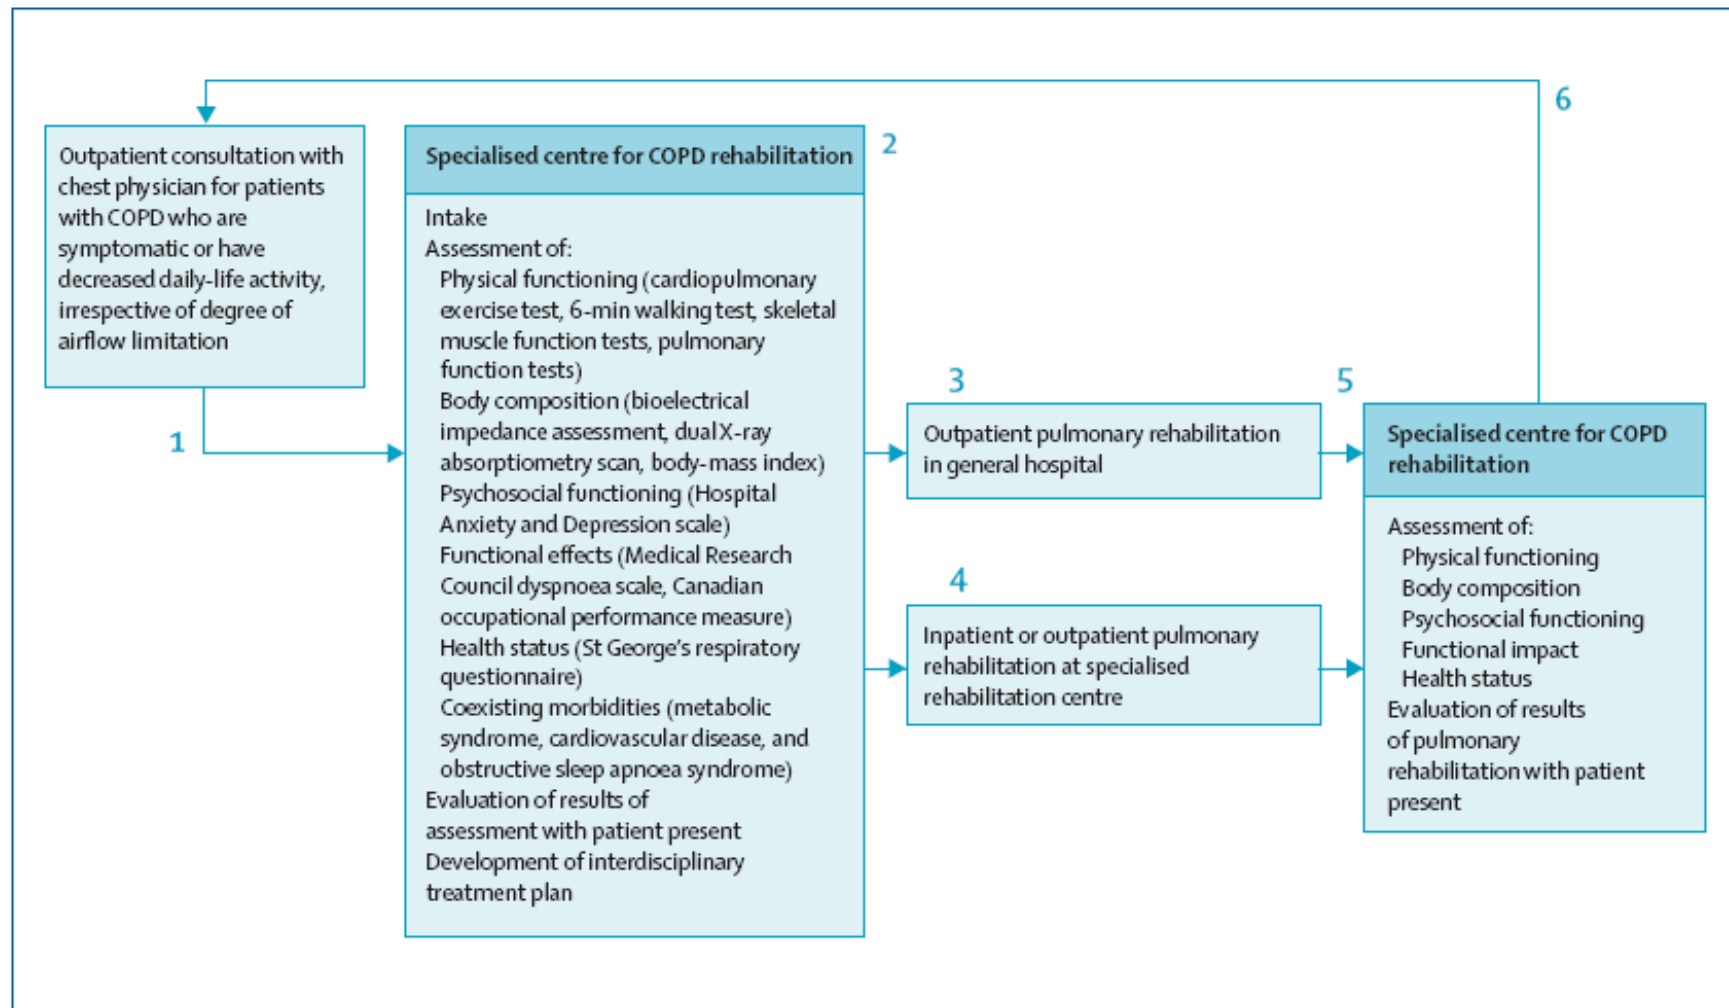 6
Outpatient consultation with
chest physician for patients
with COPD who are
symptomatic or have
decreased daily-life activity,
irrespective of degree of
airflow limitation
1
2
Specialised centre for COPD rehabilitation
Intake
Assessment of:
Physical functioning (cardiopulmonary
exercise test, 6-min walking test, skeletal
muscle function tests, pulmonary
function tests)
Body composition (bioelectrical
impedance assessment, dual X-ray
absorptiometry scan, body-mass index)
Psychosocial functioning (Hospital
Anxiety and Depression scale)
Functional effects (Medical Research
Council dyspnoea scale, Canadian
occupational performance measure)
Health status (St George's respiratory
questionnaire)
Coexisting morbidities (metabolic
syndrome, cardiovascular disease, and
obstructive sleep apnoea syndrome)
Evaluation of results of
assessment with patient present
Development of interdisciplinary
treatment plan
3
Outpatient pulmonary rehabilitation
in general hospital
4
Inpatient or outpatient pulmonary
rehabilitation at specialised
rehabilitation centre
5
Specialised centre for COPD
rehabilitation
Assessment of:
Physical functioning
Body composition
Psychosocial functioning
Functional impact
Health status
Evaluation of results
of pulmonary
rehabilitation with patient
present